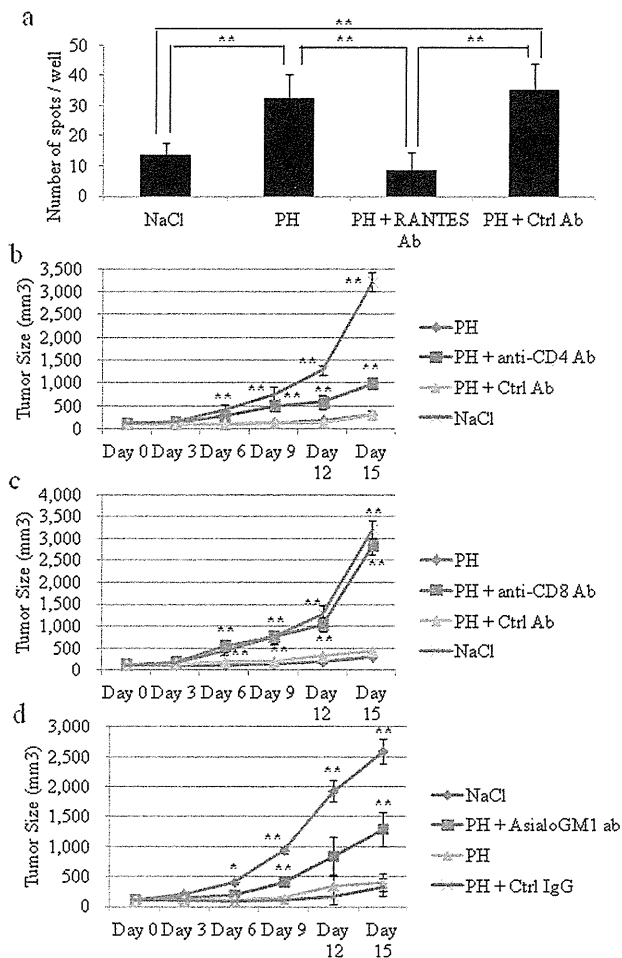 a
**
** ** **
50
40
30
20
10
0
Number of spots / well
NaCl PH PH + RANTES Ab PH + Ctrl Ab
b
3,500
3,000
2,500
2,000
1,500
1,000
500
0
Tumor Size (mm3)
** ** ** ** ** ** **
Day 0 Day 3 Day 6 Day 9 Day 12 Day 15
PH
PH + anti-CD4 Ab
PH + Ctrl Ab
NaCl
c
4,000
3,500
3,000
2,500
2,000
1,500
1,000
500
0
Tumor Size (mm3)
** ** ** ** ** ** ** **
Day 0 Day 3 Day 6 Day 9 Day 12 Day 15
PH
PH + anti-CD8 Ab
PH + Ctrl Ab
NaCl
d
3,000
2,500
2,000
1,500
1,000
500
0
Tumor Size (mm3)
* ** ** ** ** **
Day 0 Day 3 Day 6 Day 9 Day 12 Day 15
NaCl
PH + AsialoGM1 ab
PH
PH + Ctrl IgG